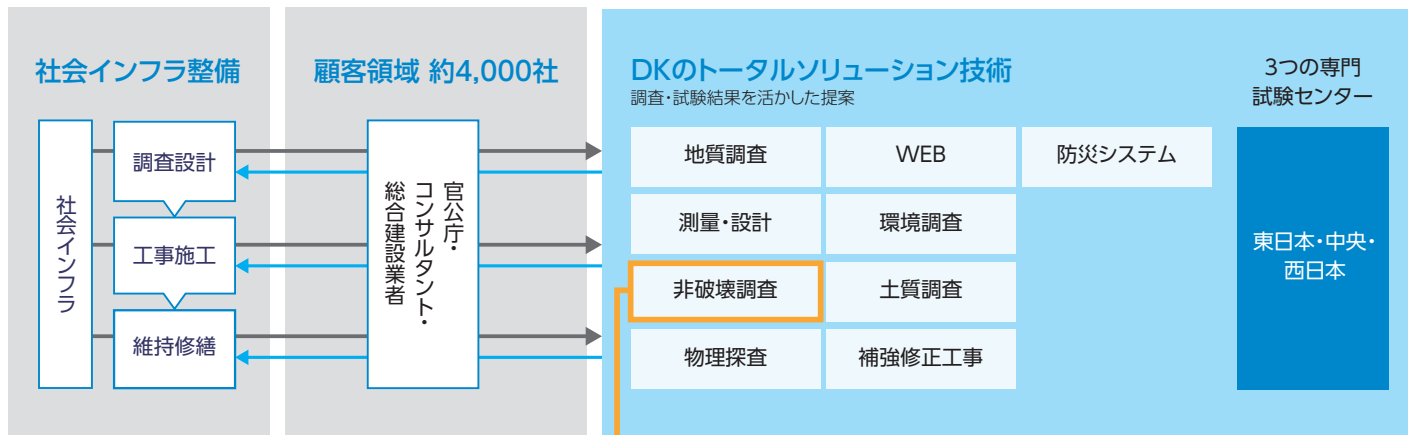 社会インフラ整備
社会インフラ
調査設計
工事施工
維持修繕
顧客領域 約4,000社
官公庁・
コンサルタント・
総合建設業者
DKのトータルソリューション技術
調査・試験結果を活かした提案
地質調査
WEB
防災システム
測量・設計
環境調査
非破壊調査
土質調査
物理探査
補強修正工事
3つの専門
試験センター
東日本・中央・
西日本